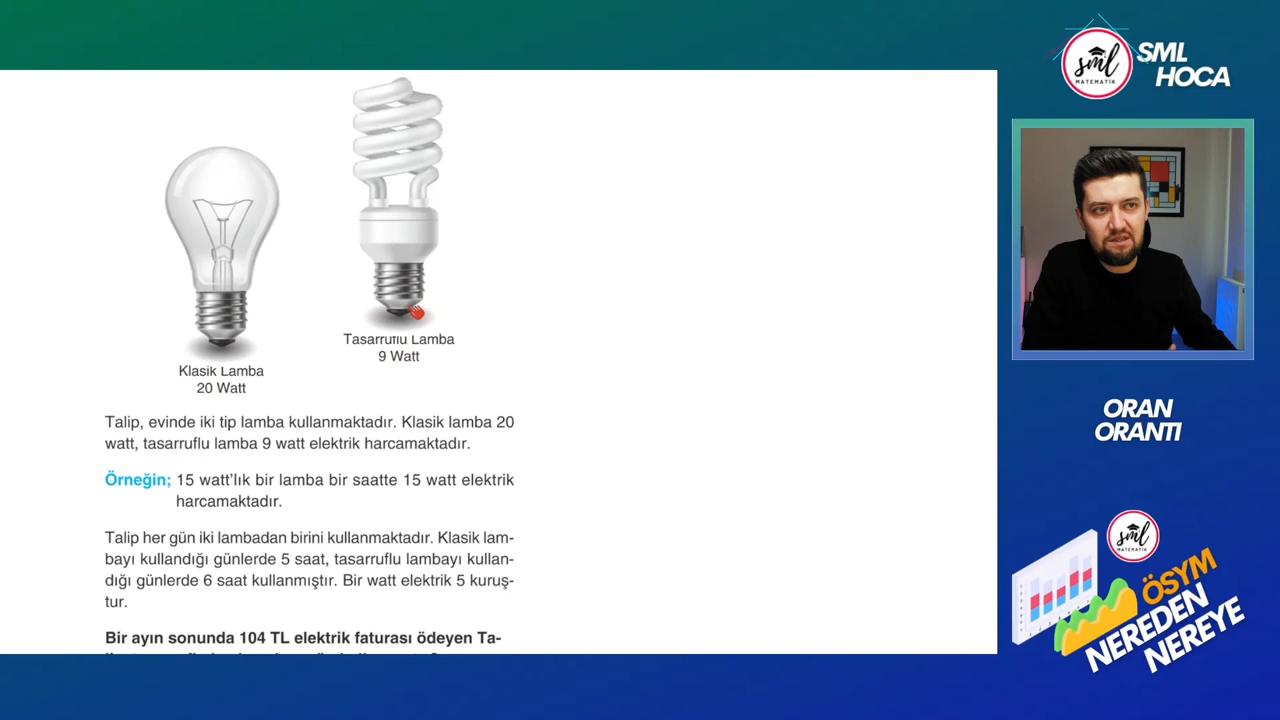 sml
MATEMATİK
SML
HOCA
Tasarruflu Lamba
9 Watt
Klasik Lamba
20 Watt
Talip, evinde iki tip lamba kullanmaktadır. Klasik lamba 20
watt, tasarruflu lamba 9 watt elektrik harcamaktadır.
Örneğin; 15 watt'lık bir lamba bir saatte 15 watt elektrik
harcamaktadır.
Talip her gün iki lambadan birini kullanmaktadır. Klasik lam-
bayı kullandığı günlerde 5 saat, tasarruflu lambayı kullan-
dığı günlerde 6 saat kullanmıştır. Bir watt elektrik 5 kuruş-
tur.
Bir ayın sonunda 104 TL elektrik faturası ödeyen Ta-
ORAN
ORANTI
sml
MATEMATİK
ÖSYM
NEREDEN
NEREYE